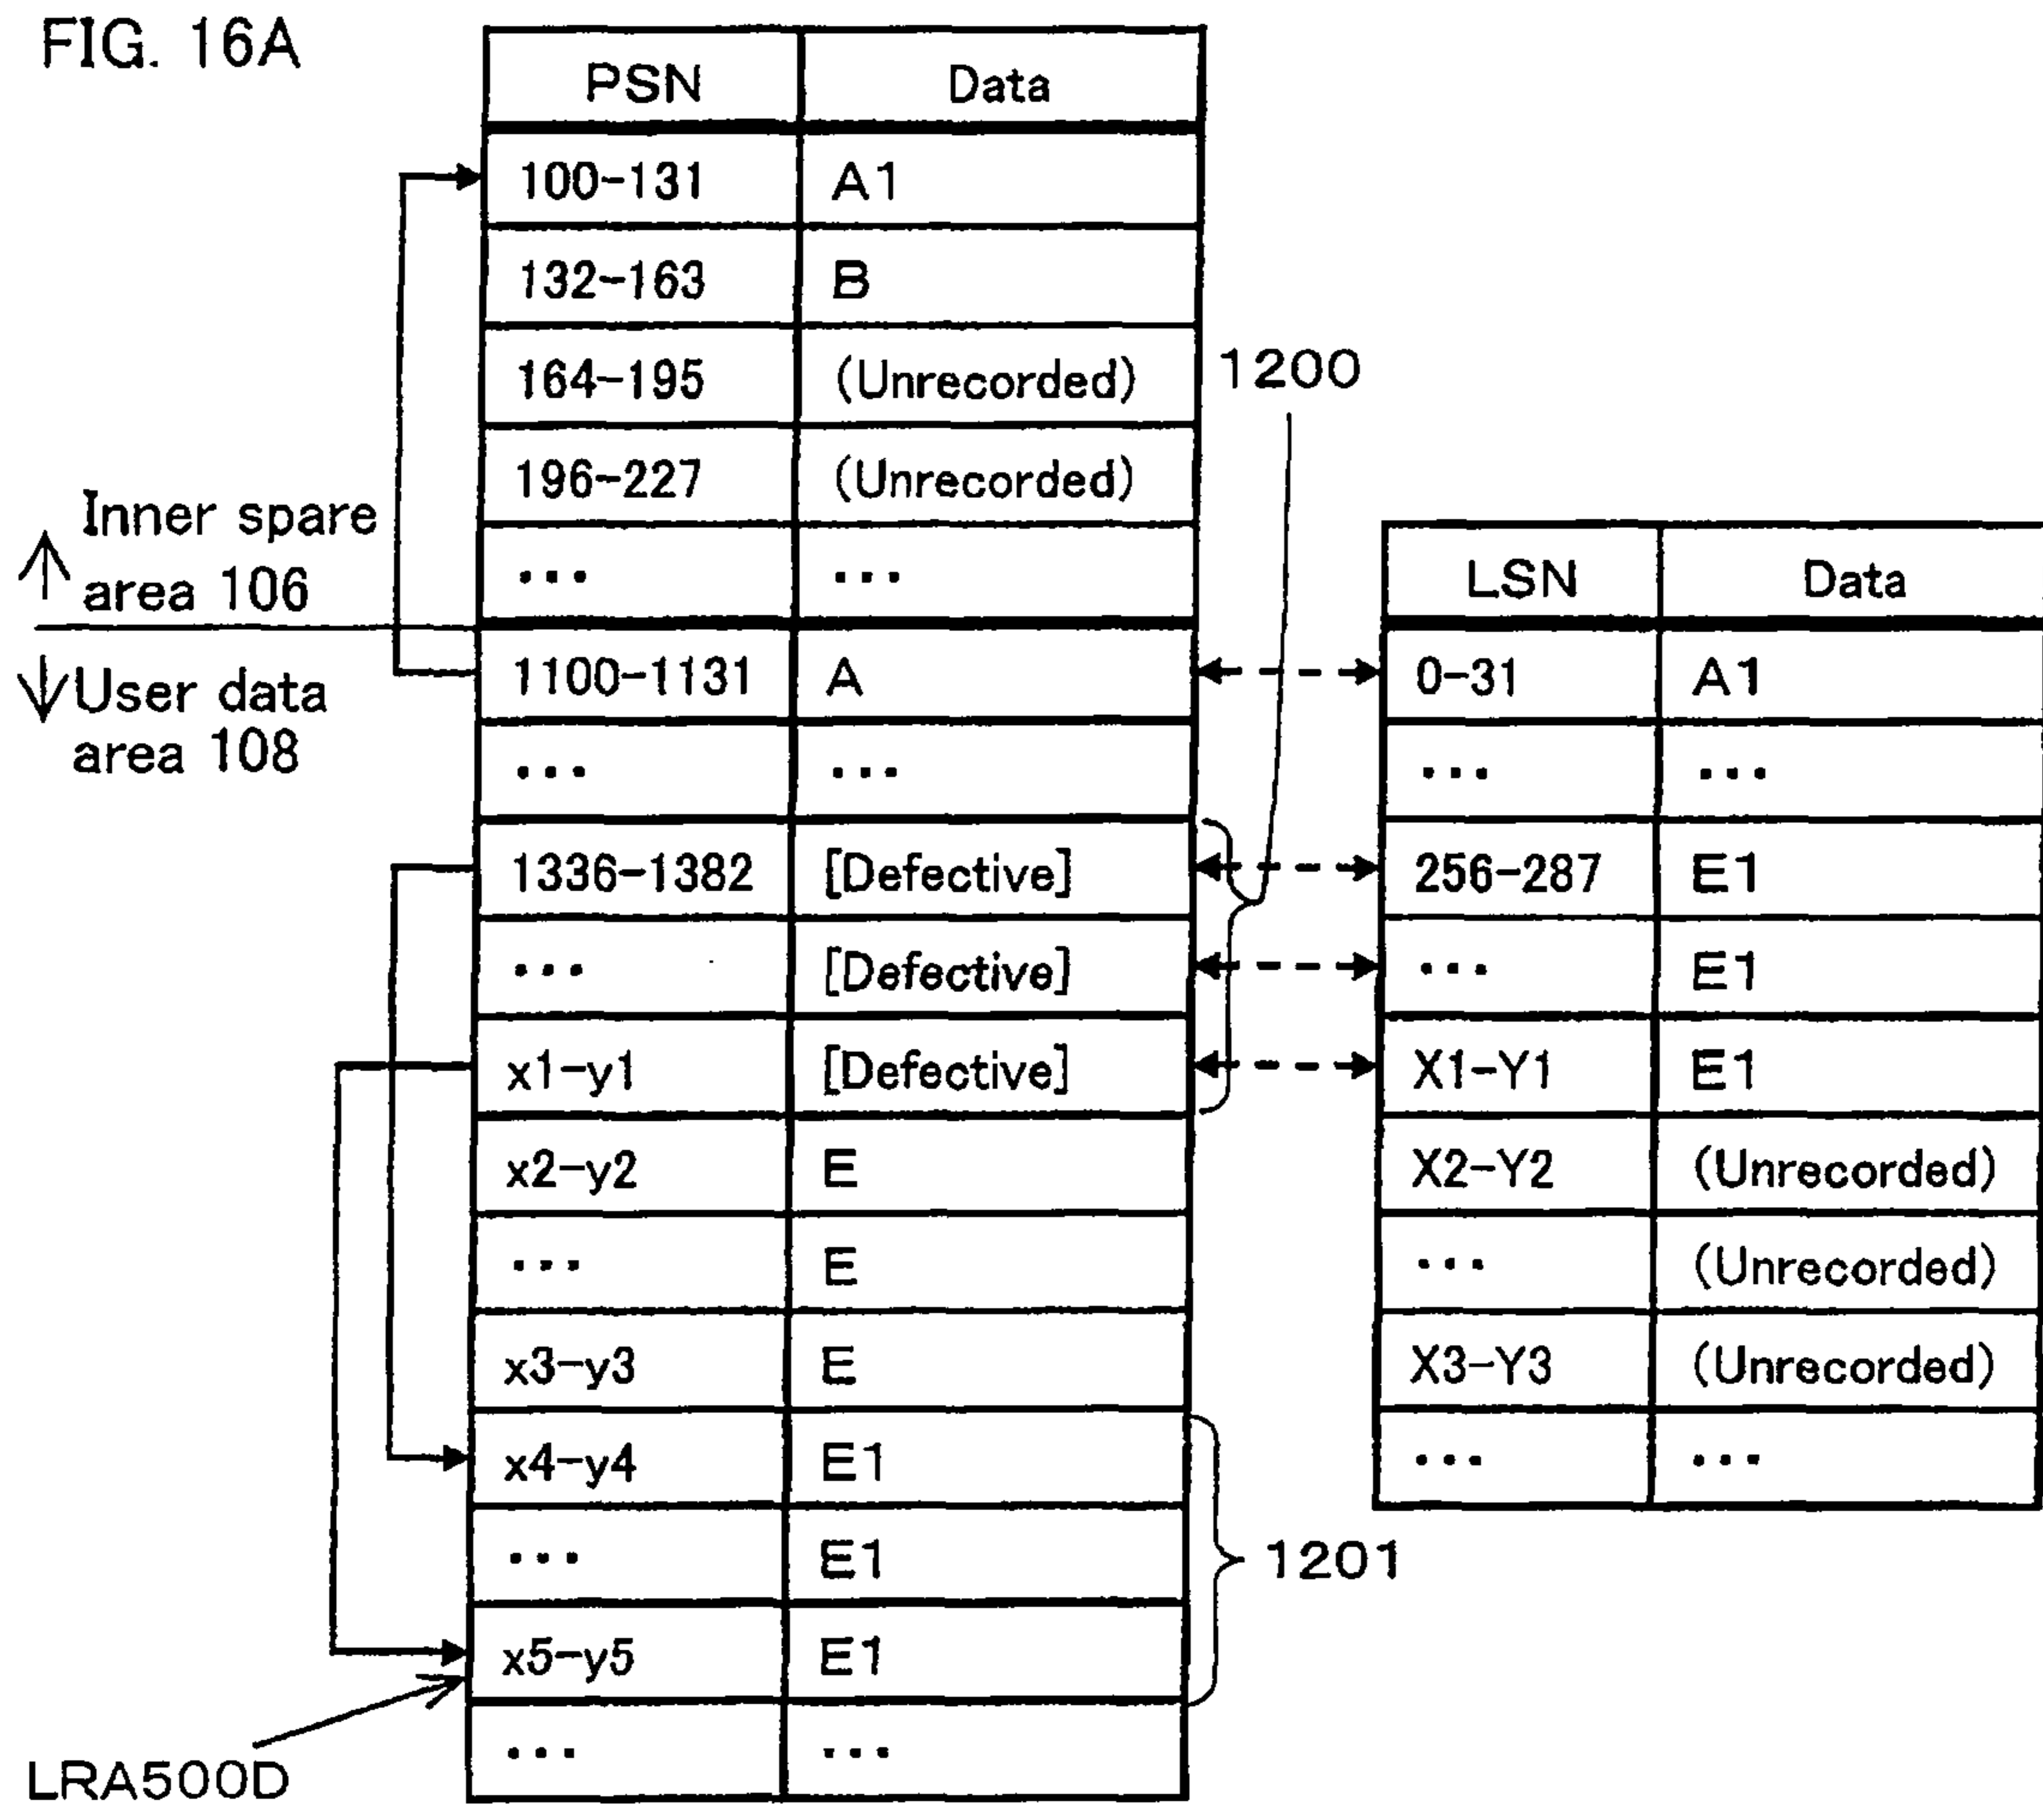 FIG. 16A
PSN Data
100-131 A1
132-163 B
164-195 (Unrecorded)
196-227 (Unrecorded)
... ...
1100-1131 A
... ...
1336-1382 [Defective]
... [Defective]
x1-y1 [Defective]
x2-y2 E
... E
x3-y3 E
x4-y4 E1
... E1
x5-y5 E1
... ...
Inner spare
area 106
User data
area 108
LRA500D
1200
1201
LSN Data
0-31 A1
... ...
256-287 E1
... E1
X1-Y1 E1
X2-Y2 (Unrecorded)
... (Unrecorded)
X3-Y3 (Unrecorded)
... ...